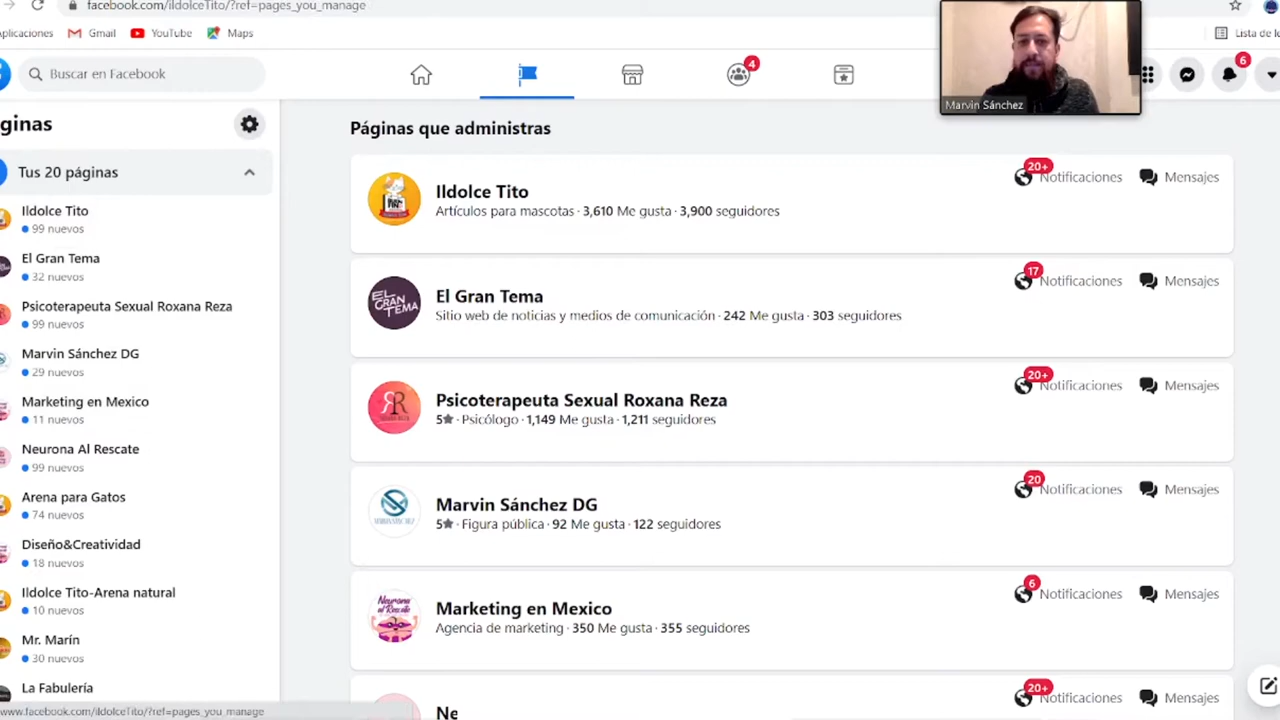 facebook.com/ildolceTito/?ref=pages_you_manage
plicaciones
Gmail
YouTube
Maps
Lista de l
Buscar en Facebook
4
6
Marvin Sánchez
ginas
Tus 20 páginas
Ildolce Tito
99 nuevos
El Gran Tema
32 nuevos
Psicoterapeuta Sexual Roxana Reza
99 nuevos
Marvin Sánchez DG
29 nuevos
Marketing en Mexico
11 nuevos
Neurona Al Rescate
99 nuevos
Arena para Gatos
74 nuevos
Diseño&Creatividad
18 nuevos
Ildolce Tito-Arena natural
10 nuevos
Mr. Marín
30 nuevos
La Fabulería
www.facebook.com/ildolceTito/?ref=pages_you_manage
Páginas que administras
Ildolce Tito
Artículos para mascotas · 3,610 Me gusta · 3,900 seguidores
20+
Notificaciones
Mensajes
EL GRAN TEMA
El Gran Tema
Sitio web de noticias y medios de comunicación · 242 Me gusta · 303 seguidores
17
Notificaciones
Mensajes
Psicoterapeuta Sexual Roxana Reza
5★ · Psicólogo · 1,149 Me gusta · 1,211 seguidores
20+
Notificaciones
Mensajes
Marvin Sánchez DG
5★ · Figura pública · 92 Me gusta · 122 seguidores
20
Notificaciones
Mensajes
Neurona al Rescate
Marketing en Mexico
Agencia de marketing · 350 Me gusta · 355 seguidores
6
Notificaciones
Mensajes
Ne
20+
Notificaciones
Mensajes